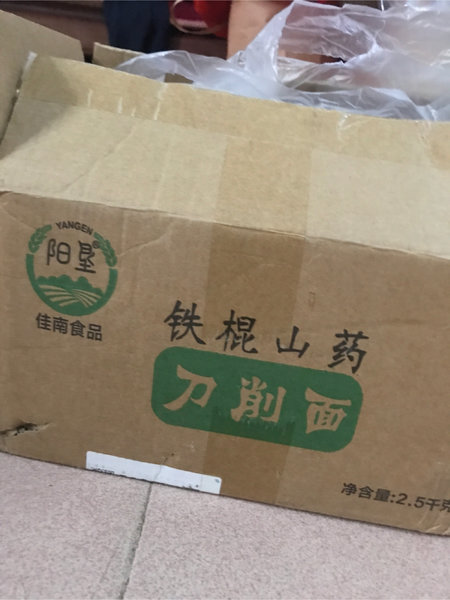 YANGEN
阳垦®
佳南食品
铁棍山药
刀削面
净含量:2.5千克